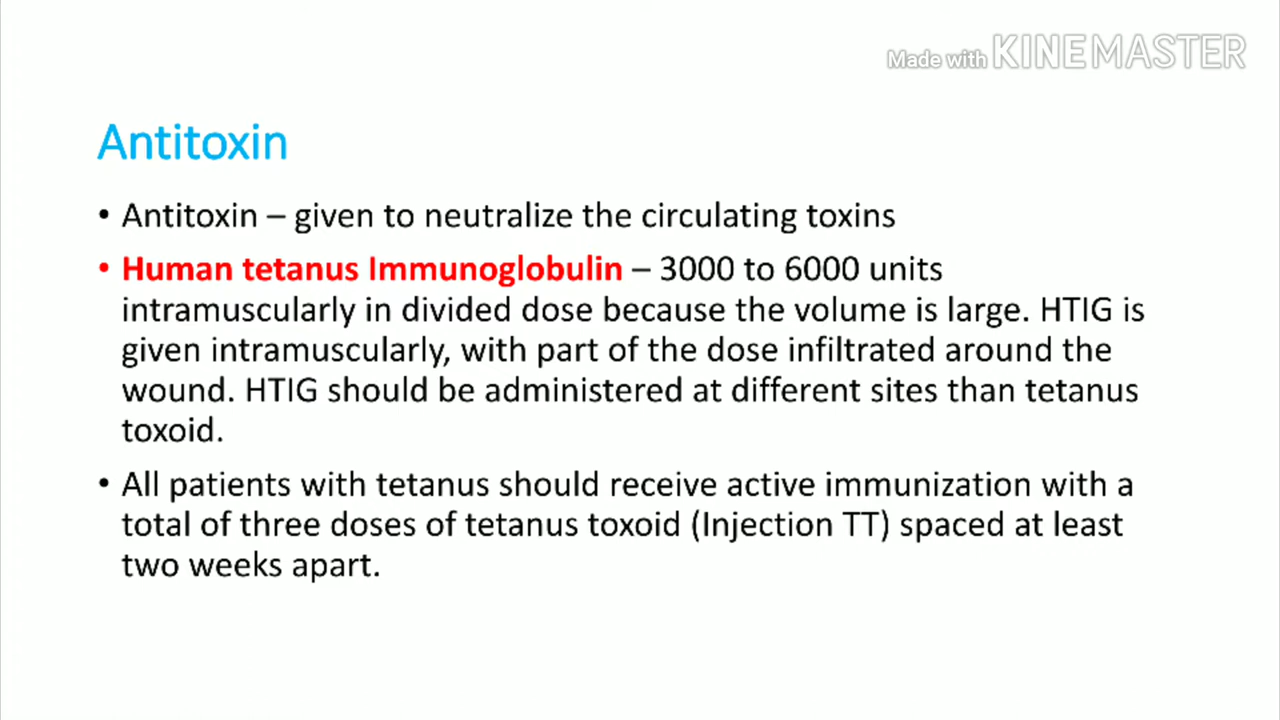 Made with KINEMASTER
Antitoxin
• Antitoxin – given to neutralize the circulating toxins
• Human tetanus Immunoglobulin – 3000 to 6000 units
intramuscularly in divided dose because the volume is large. HTIG is
given intramuscularly, with part of the dose infiltrated around the
wound. HTIG should be administered at different sites than tetanus
toxoid.
• All patients with tetanus should receive active immunization with a
total of three doses of tetanus toxoid (Injection TT) spaced at least
two weeks apart.